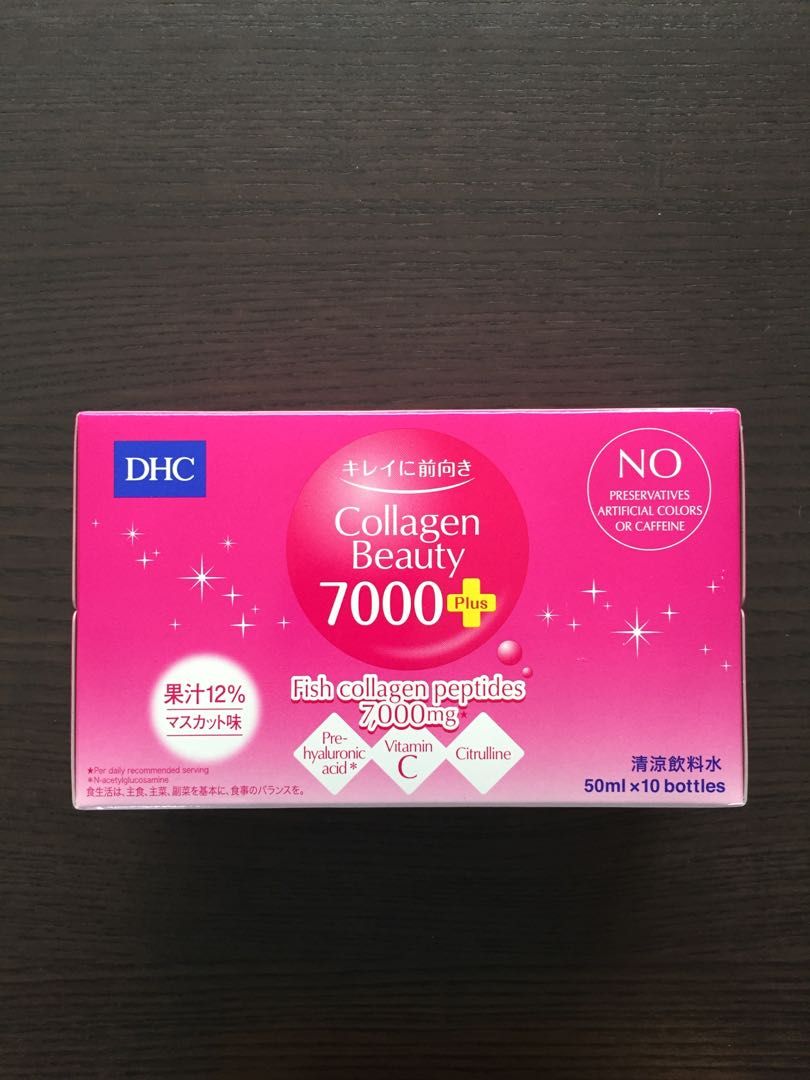 DHC
キレイに前向き
Collagen
Beauty
7000 Plus
NO
PRESERVATIVES
ARTIFICIAL COLORS
OR CAFFEINE
果汁12%
マスカット味
Fish collagen peptides
7,000mg★
Pre-
hyaluronic
acid*
Vitamin
C
Citrulline
★Per daily recommended serving
*N-acetylglucosamine
食生活は、主食、主菜、副菜を基本に、食事のバランスを。
清涼飲料水
50ml×10 bottles